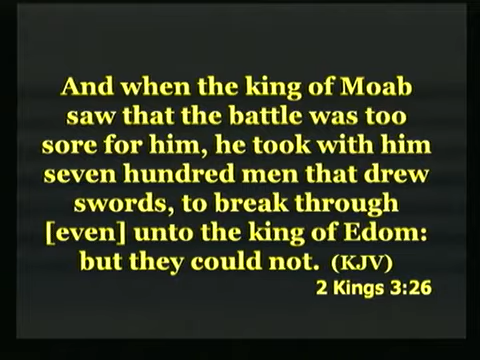 And when the king of Moab
saw that the battle was too
sore for him, he took with him
seven hundred men that drew
swords, to break through
[even] unto the king of Edom:
but they could not. (KJV)
2 Kings 3:26